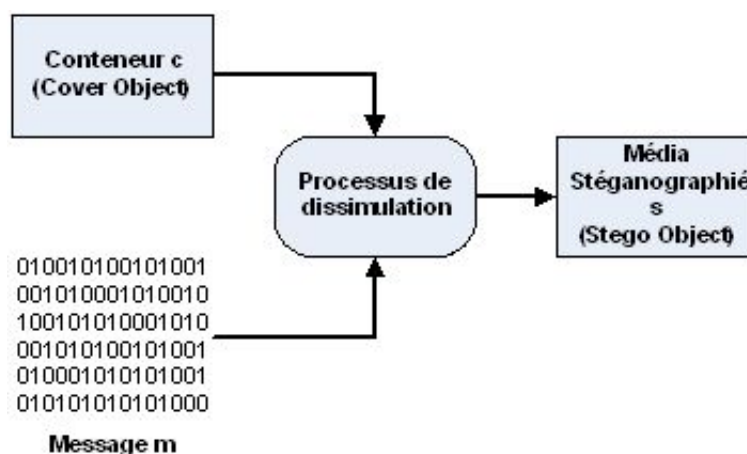 Conteneur c
(Cover Object)
Processus de
dissimulation
Média
Stéganographié
s
(Stego Object)
010010100101001
001010001010010
100101010001010
001010100101001
010001010101001
010101010101000
Message m